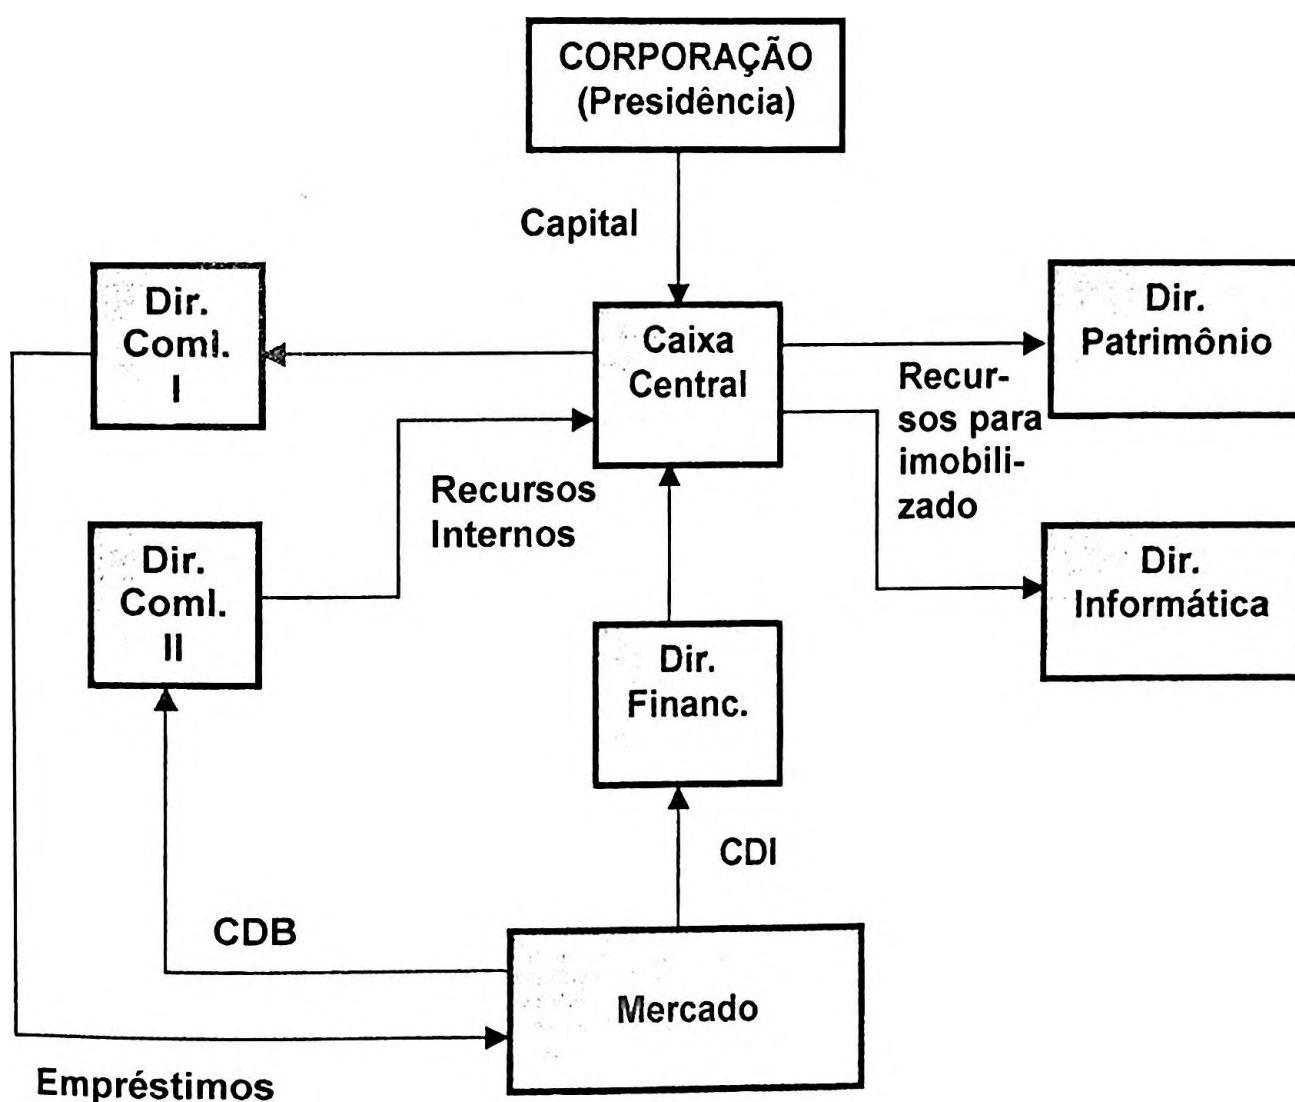 CORPORAÇÃO
(Presidência)
Capital
Dir.
Coml.
I
Caixa
Central
Dir.
Patrimônio
Recur-
sos para
imobili-
zado
Recursos
Internos
Dir.
Coml.
II
Dir.
Informática
Dir.
Financ.
CDI
CDB
Mercado
Empréstimos